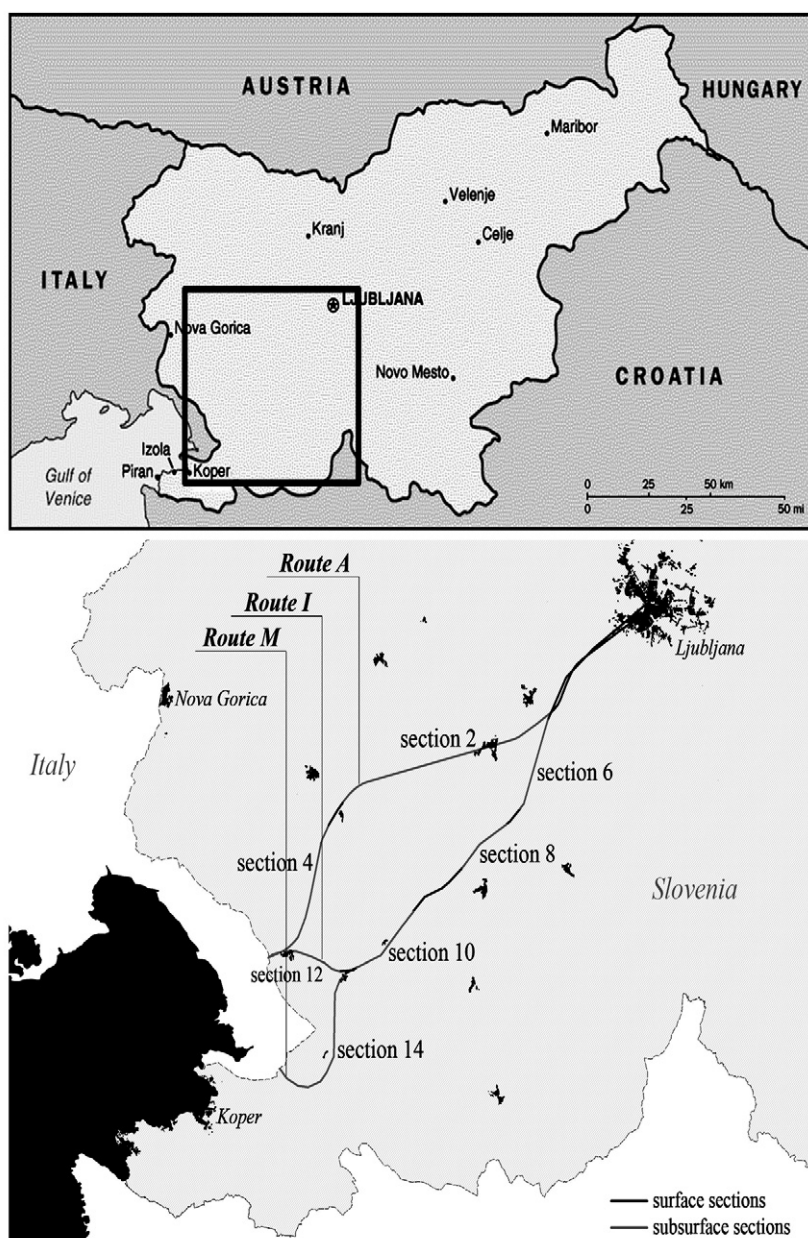 AUSTRIA
HUNGARY
Maribor
Velenje
Kranj
Celje
ITALY
LJUBLJANA
Nova Gorica
Novo Mesto
CROATIA
Izola
Gulf of
Venice
Piran
Koper
0 25 50 km
0 25 50 mi
Route A
Route I
Route M
Ljubljana
Nova Gorica
section 2
Italy
section 6
section 4
section 8
Slovenia
section 10
section 12
section 14
Koper
surface sections
subsurface sections